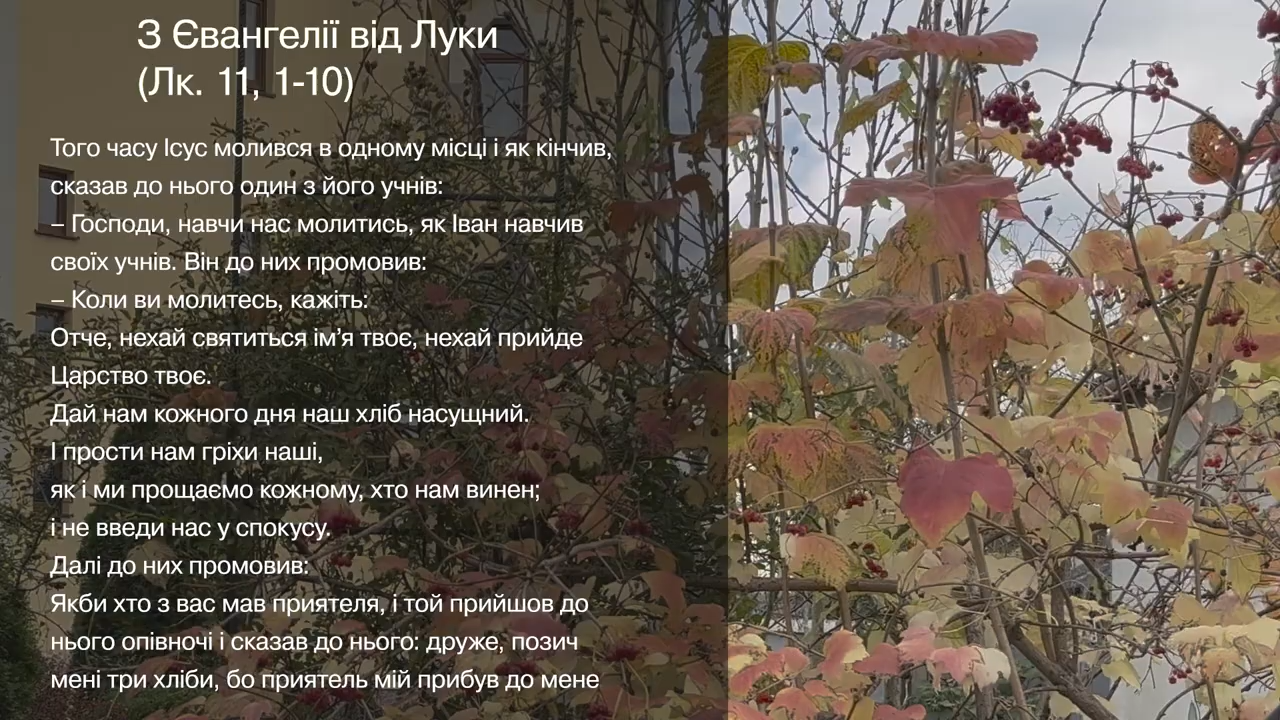 З Євангелії від Луки
(Лк. 11, 1-10)
Того часу Ісус молився в одному місці і як кінчив,
сказав до нього один з його учнів:
– Господи, навчи нас молитись, як Іван навчив
своїх учнів. Він до них промовив:
– Коли ви молитесь, кажіть:
Отче, нехай святиться ім’я твоє, нехай прийде
Царство твоє.
Дай нам кожного дня наш хліб насущний.
І прости нам гріхи наші,
як і ми прощаємо кожному, хто нам винен;
і не введи нас у спокусу.
Далі до них промовив:
Якби хто з вас мав приятеля, і той прийшов до
нього опівночі і сказав до нього: друже, позич
мені три хліби, бо приятель мій прибув до мене